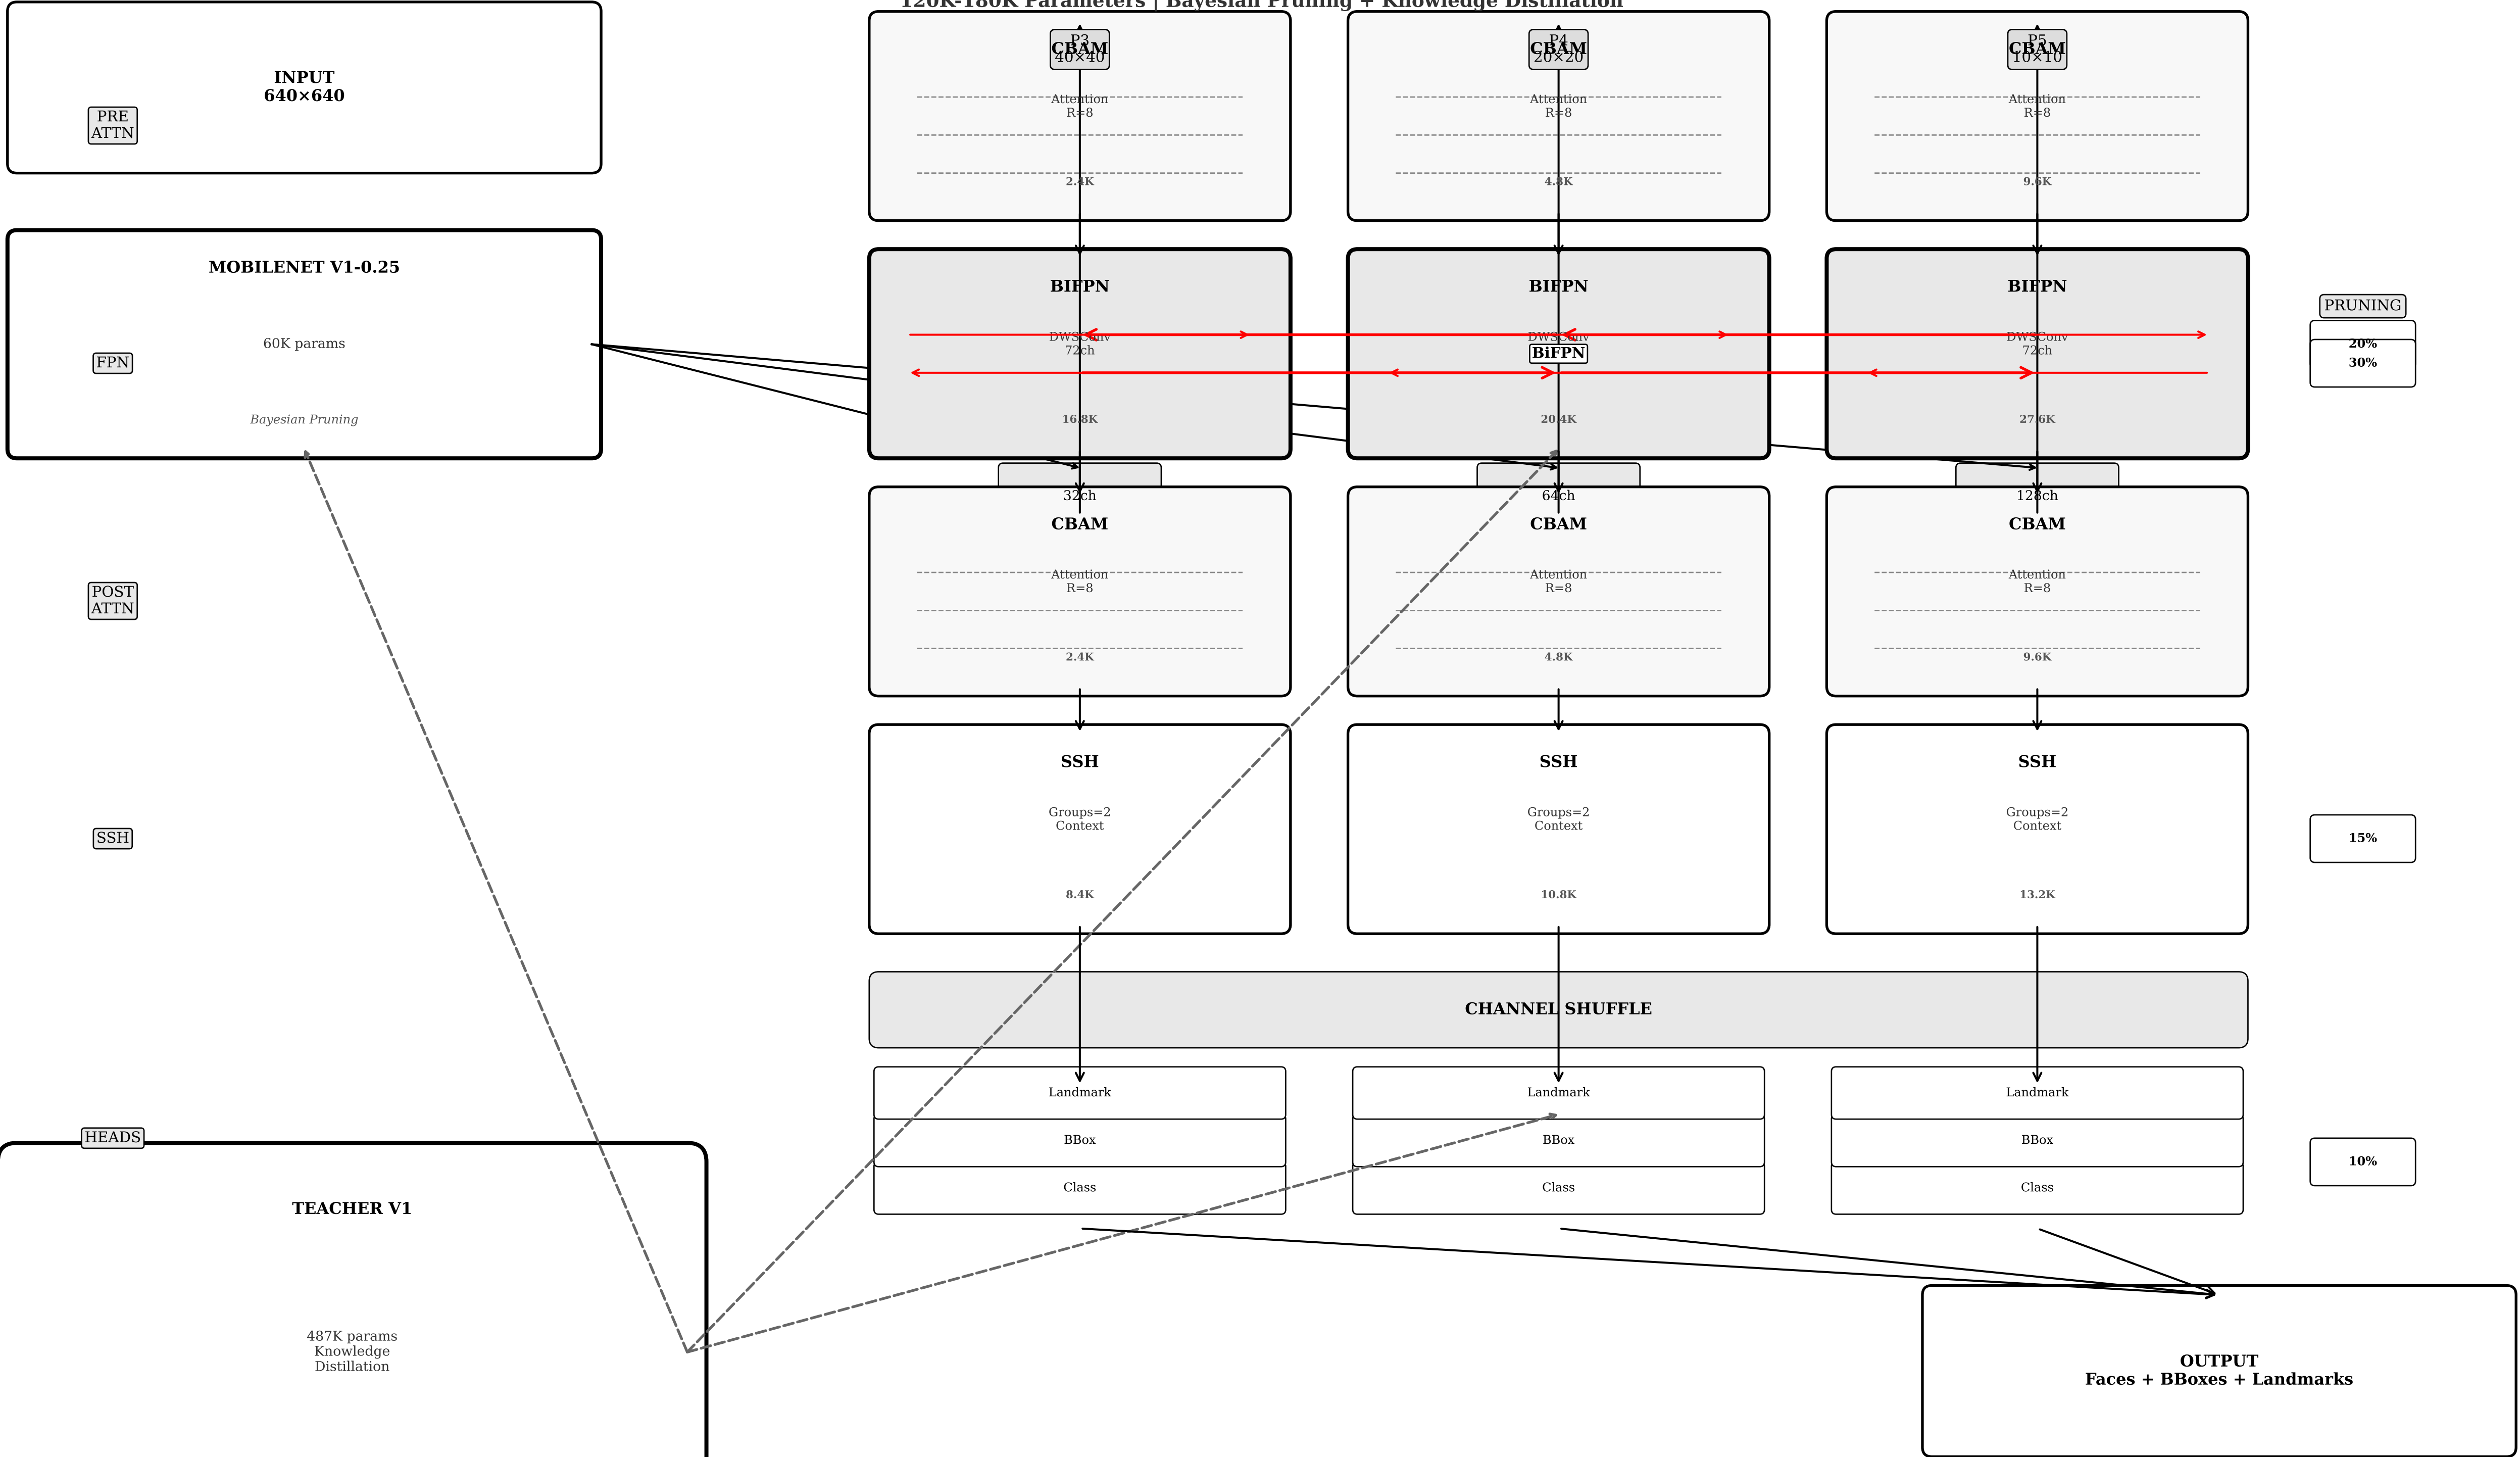 120K-180K Parameters | Bayesian Pruning + Knowledge Distillation
INPUT
640×640
PRE
ATTN
P3
40×40
CBAM
Attention
R=8
2.4K
P4
20×20
CBAM
Attention
R=8
4.8K
P5
10×10
CBAM
Attention
R=8
9.6K
MOBILENET V1-0.25
60K params
Bayesian Pruning
FPN
BIFPN
DWSConv
72ch
16.8K
BIFPN
DWSConv
BiFPN
20.4K
BIFPN
DWSConv
72ch
27.6K
PRUNING
20%
30%
32ch
64ch
128ch
POST
ATTN
CBAM
Attention
R=8
2.4K
CBAM
Attention
R=8
4.8K
CBAM
Attention
R=8
9.6K
SSH
SSH
Groups=2
Context
8.4K
SSH
Groups=2
Context
10.8K
SSH
Groups=2
Context
13.2K
15%
CHANNEL SHUFFLE
HEADS
Landmark
BBox
Class
Landmark
BBox
Class
Landmark
BBox
Class
10%
TEACHER V1
487K params
Knowledge
Distillation
OUTPUT
Faces + BBoxes + Landmarks